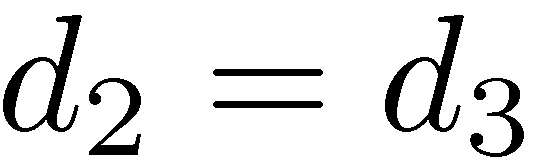 d₂ = d₃